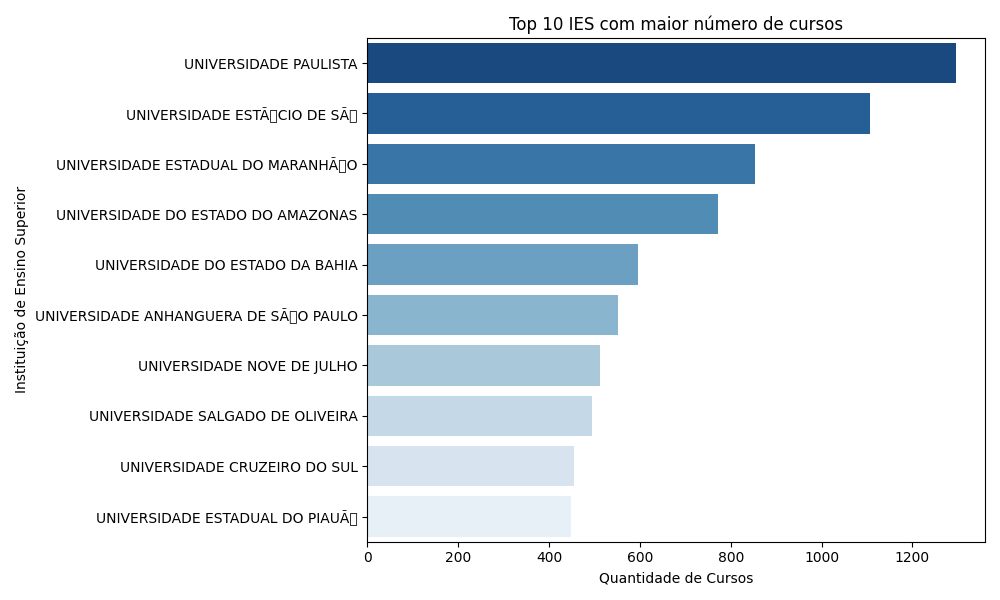 Top 10 IES com maior número de cursos
UNIVERSIDADE PAULISTA
UNIVERSIDADE ESTÃ▯CIO DE SÃ▯
UNIVERSIDADE ESTADUAL DO MARANHÃ▯O
UNIVERSIDADE DO ESTADO DO AMAZONAS
UNIVERSIDADE DO ESTADO DA BAHIA
UNIVERSIDADE ANHANGUERA DE SÃ▯O PAULO
UNIVERSIDADE NOVE DE JULHO
UNIVERSIDADE SALGADO DE OLIVEIRA
UNIVERSIDADE CRUZEIRO DO SUL
UNIVERSIDADE ESTADUAL DO PIAUÃ▯
Instituição de Ensino Superior
0 200 400 600 800 1000 1200
Quantidade de Cursos